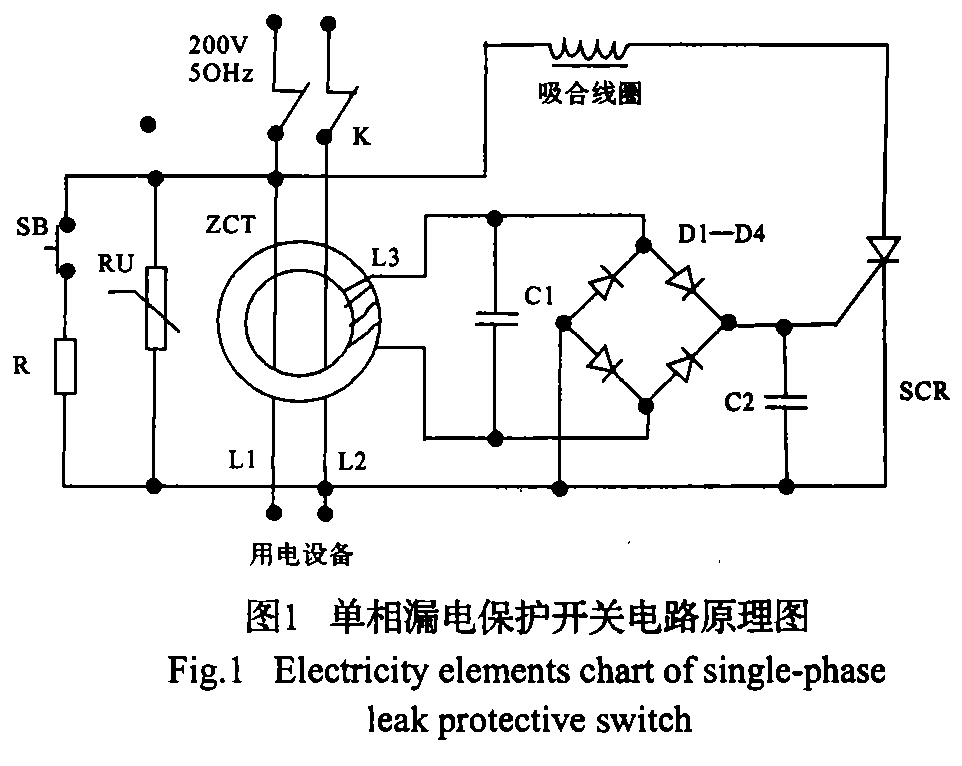 200V
50Hz
吸合线圈
K
SB
ZCT
L3
D1—D4
RU
C1
R
C2
SCR
L1
L2
用电设备
图1 单相漏电保护开关电路原理图
Fig.1 Electricity elements chart of single-phase
leak protective switch